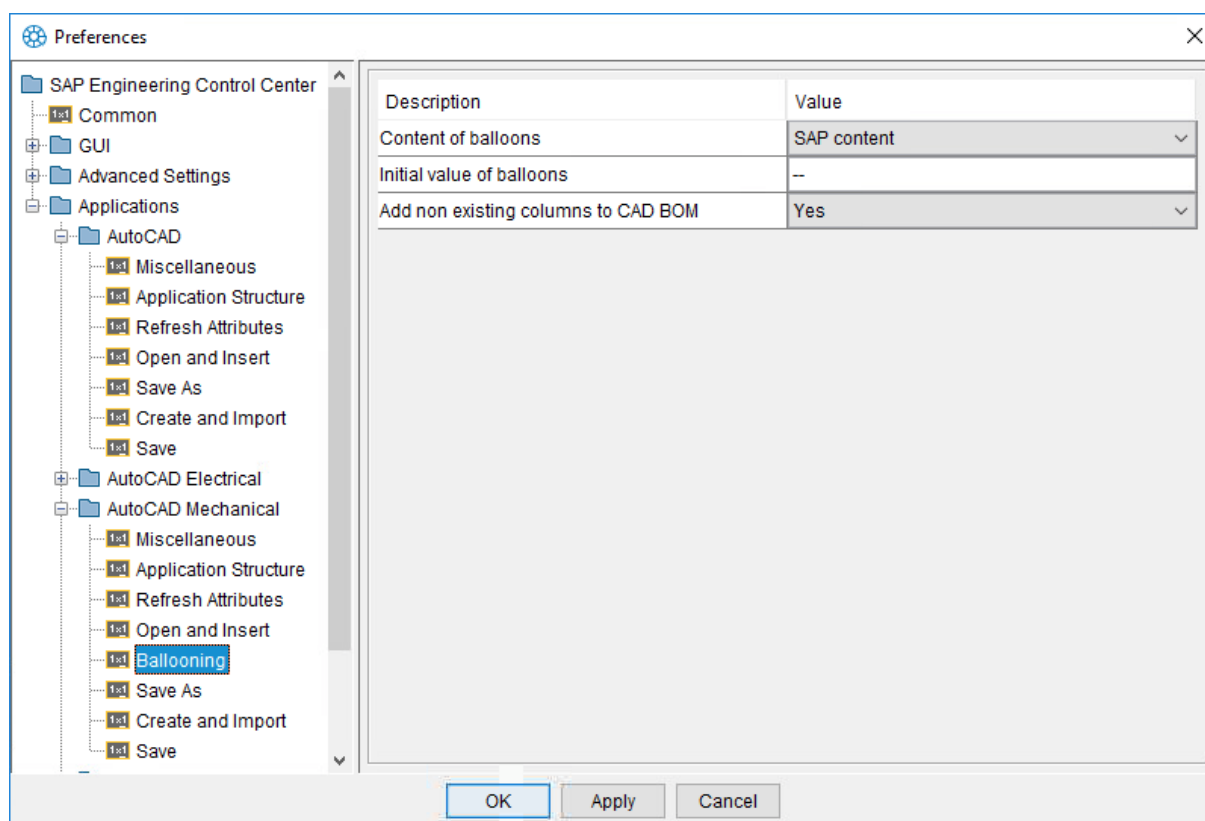 Preferences
SAP Engineering Control Center
Common
GUI
Advanced Settings
Applications
AutoCAD
Miscellaneous
Application Structure
Refresh Attributes
Open and Insert
Save As
Create and Import
Save
AutoCAD Electrical
AutoCAD Mechanical
Miscellaneous
Application Structure
Refresh Attributes
Open and Insert
Ballooning
Save As
Create and Import
Save
Description Value
Content of balloons SAP content
Initial value of balloons --
Add non existing columns to CAD BOM Yes
OK Apply Cancel